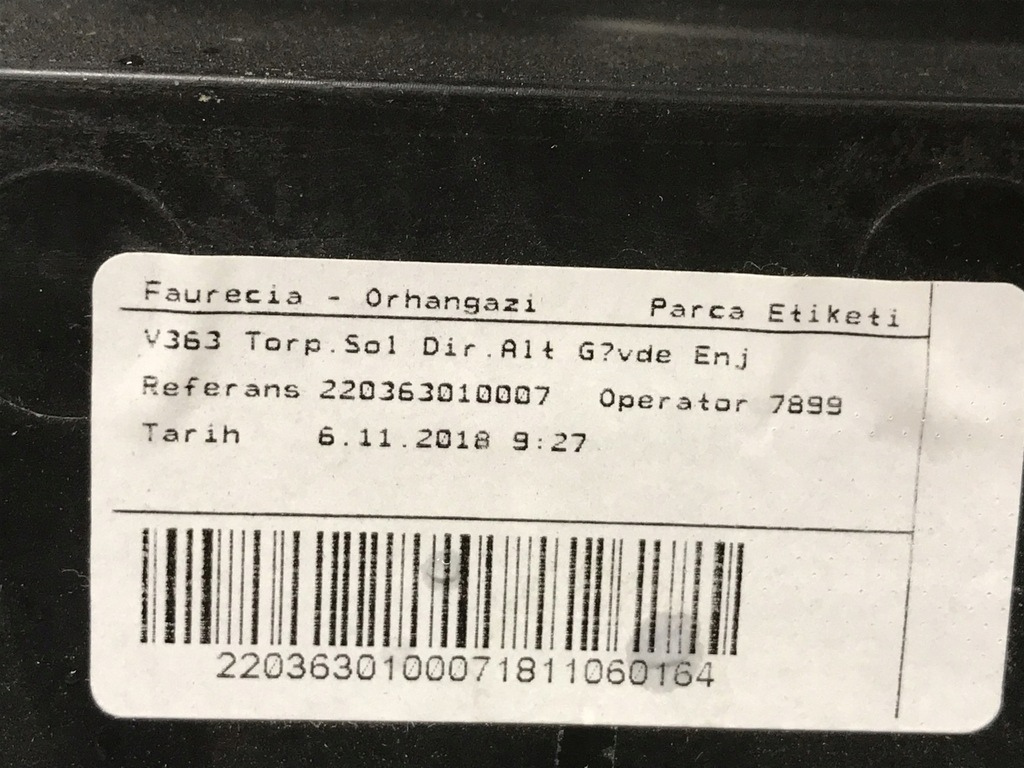 Faurecia - Orhangazi Parca Etiketi
V363 Torp.Sol Dir.Alt G?vde Enj
Referans 220363010007 Operator 7899
Tarih 6.11.2018 9:27
2203630100071811060164